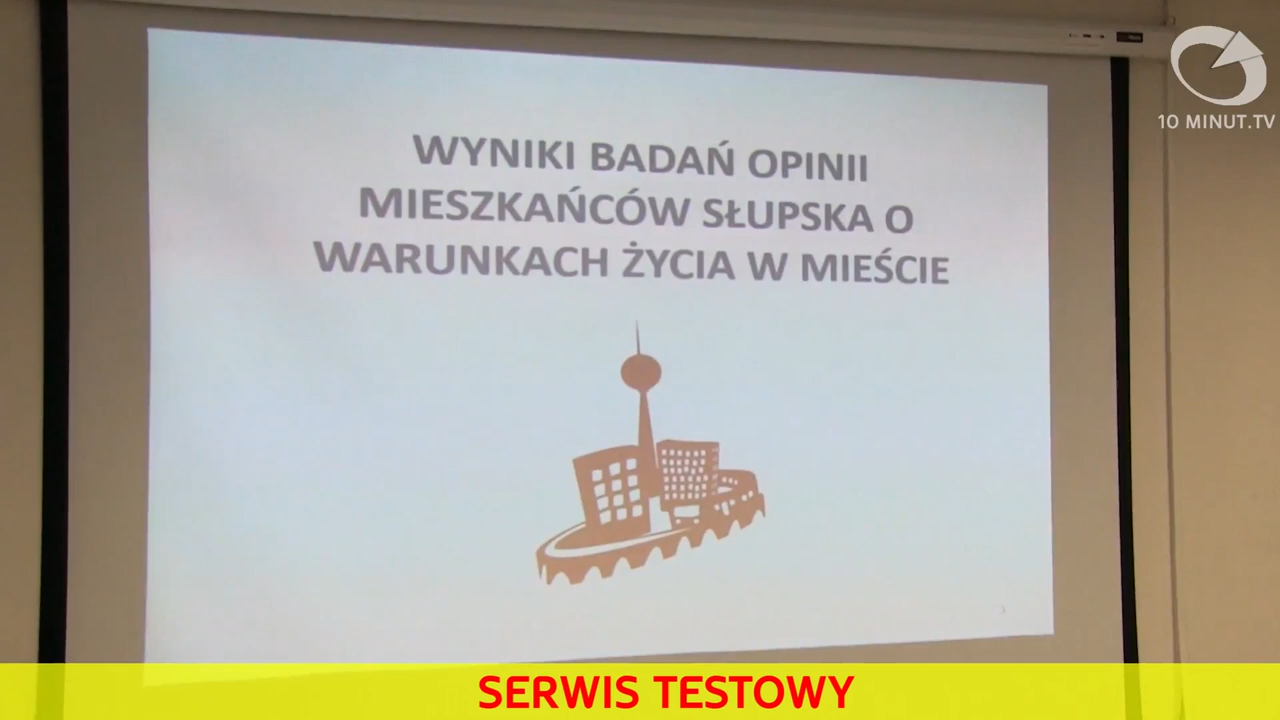 10 MINUT.TV
WYNIKI BADAŃ OPINII
MIESZKAŃCÓW SŁUPSKA O
WARUNKACH ŻYCIA W MIEŚCIE
SERWIS TESTOWY